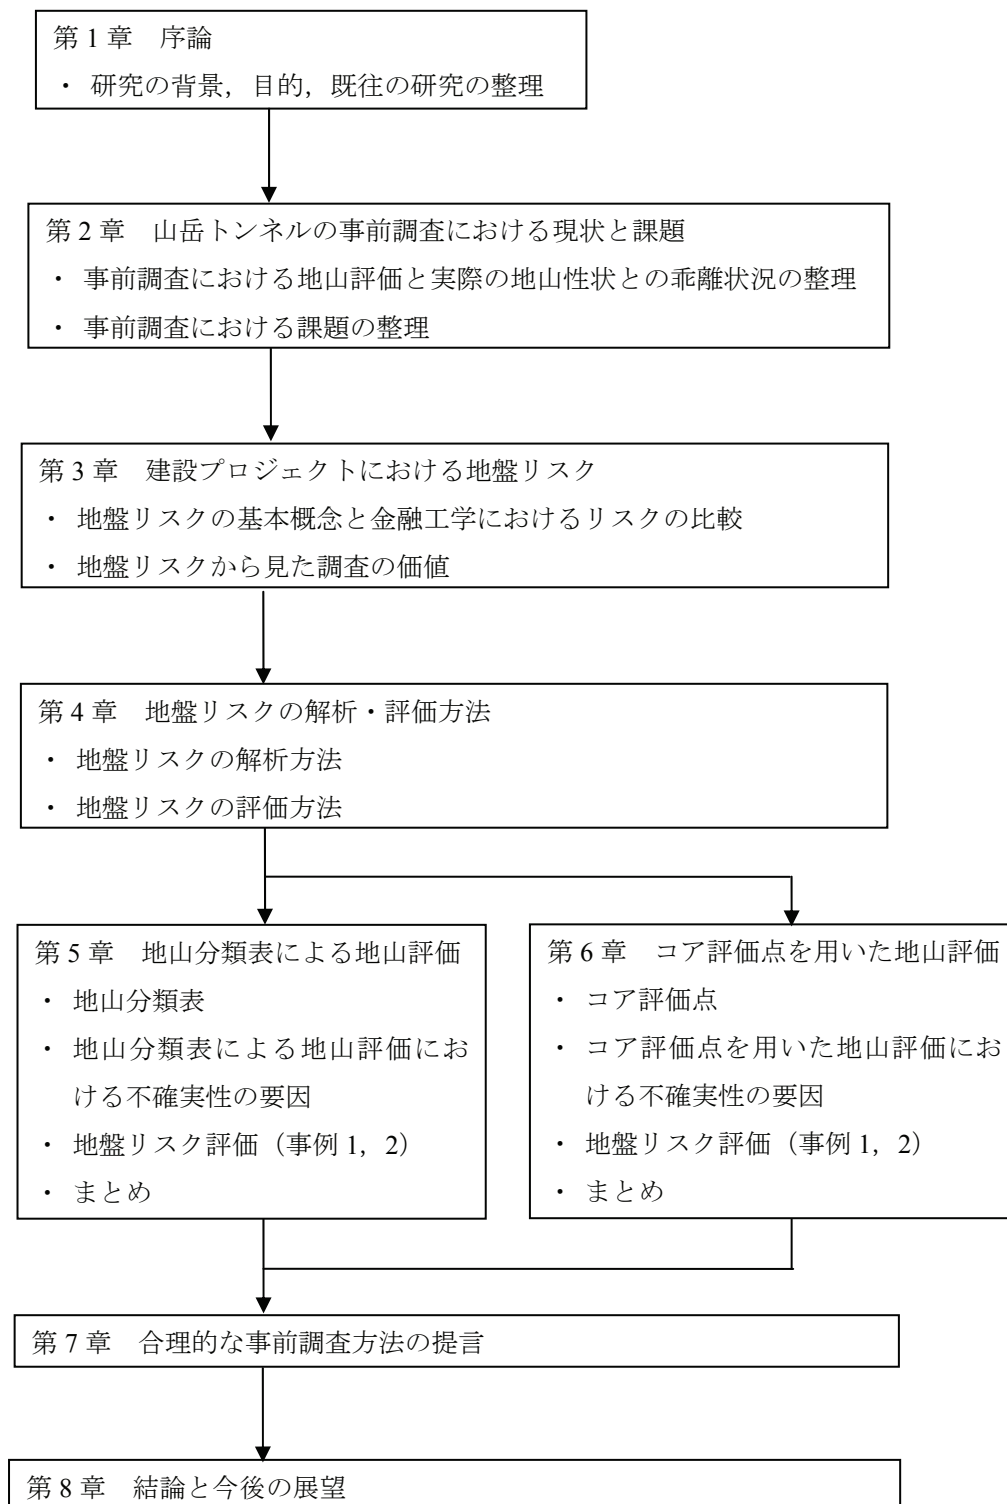 第1章　序論
・ 研究の背景，目的，既往の研究の整理
第2章　山岳トンネルの事前調査における現状と課題
・ 事前調査における地山評価と実際の地山性状との乖離状況の整理
・ 事前調査における課題の整理
第3章　建設プロジェクトにおける地盤リスク
・ 地盤リスクの基本概念と金融工学におけるリスクの比較
・ 地盤リスクから見た調査の価値
第4章　地盤リスクの解析・評価方法
・ 地盤リスクの解析方法
・ 地盤リスクの評価方法
第5章　地山分類表による地山評価
・ 地山分類表
・ 地山分類表による地山評価にお
ける不確実性の要因
・ 地盤リスク評価（事例1，2）
・ まとめ
第6章　コア評価点を用いた地山評価
・ コア評価点
・ コア評価点を用いた地山評価にお
ける不確実性の要因
・ 地盤リスク評価（事例1，2）
・ まとめ
第7章　合理的な事前調査方法の提言
第8章　結論と今後の展望